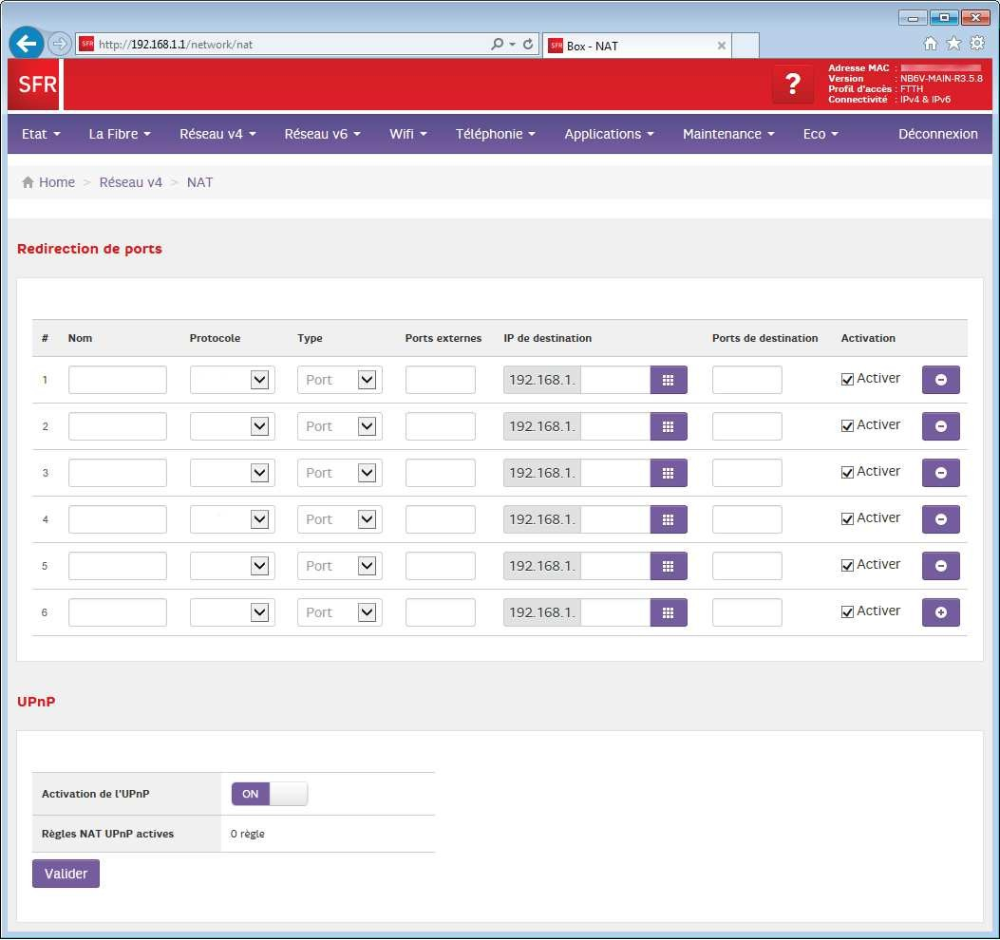 http://192.168.1.1/network/nat
SFR Box - NAT
SFR
?
Adresse MAC :
Version : NB6V-MAIN-R3.5.8
Profil d'accès : FTTH
Connectivité : IPv4 & IPv6
Etat La Fibre Réseau v4 Réseau v6 Wifi Téléphonie Applications Maintenance Eco Déconnexion
Home > Réseau v4 > NAT
Redirection de ports
# Nom Protocole Type Ports externes IP de destination Ports de destination Activation
1 Port 192.168.1. Activer
2 Port 192.168.1. Activer
3 Port 192.168.1. Activer
4 Port 192.168.1. Activer
5 Port 192.168.1. Activer
6 Port 192.168.1. Activer
UPnP
Activation de l'UPnP ON
Règles NAT UPnP actives 0 règle
Valider